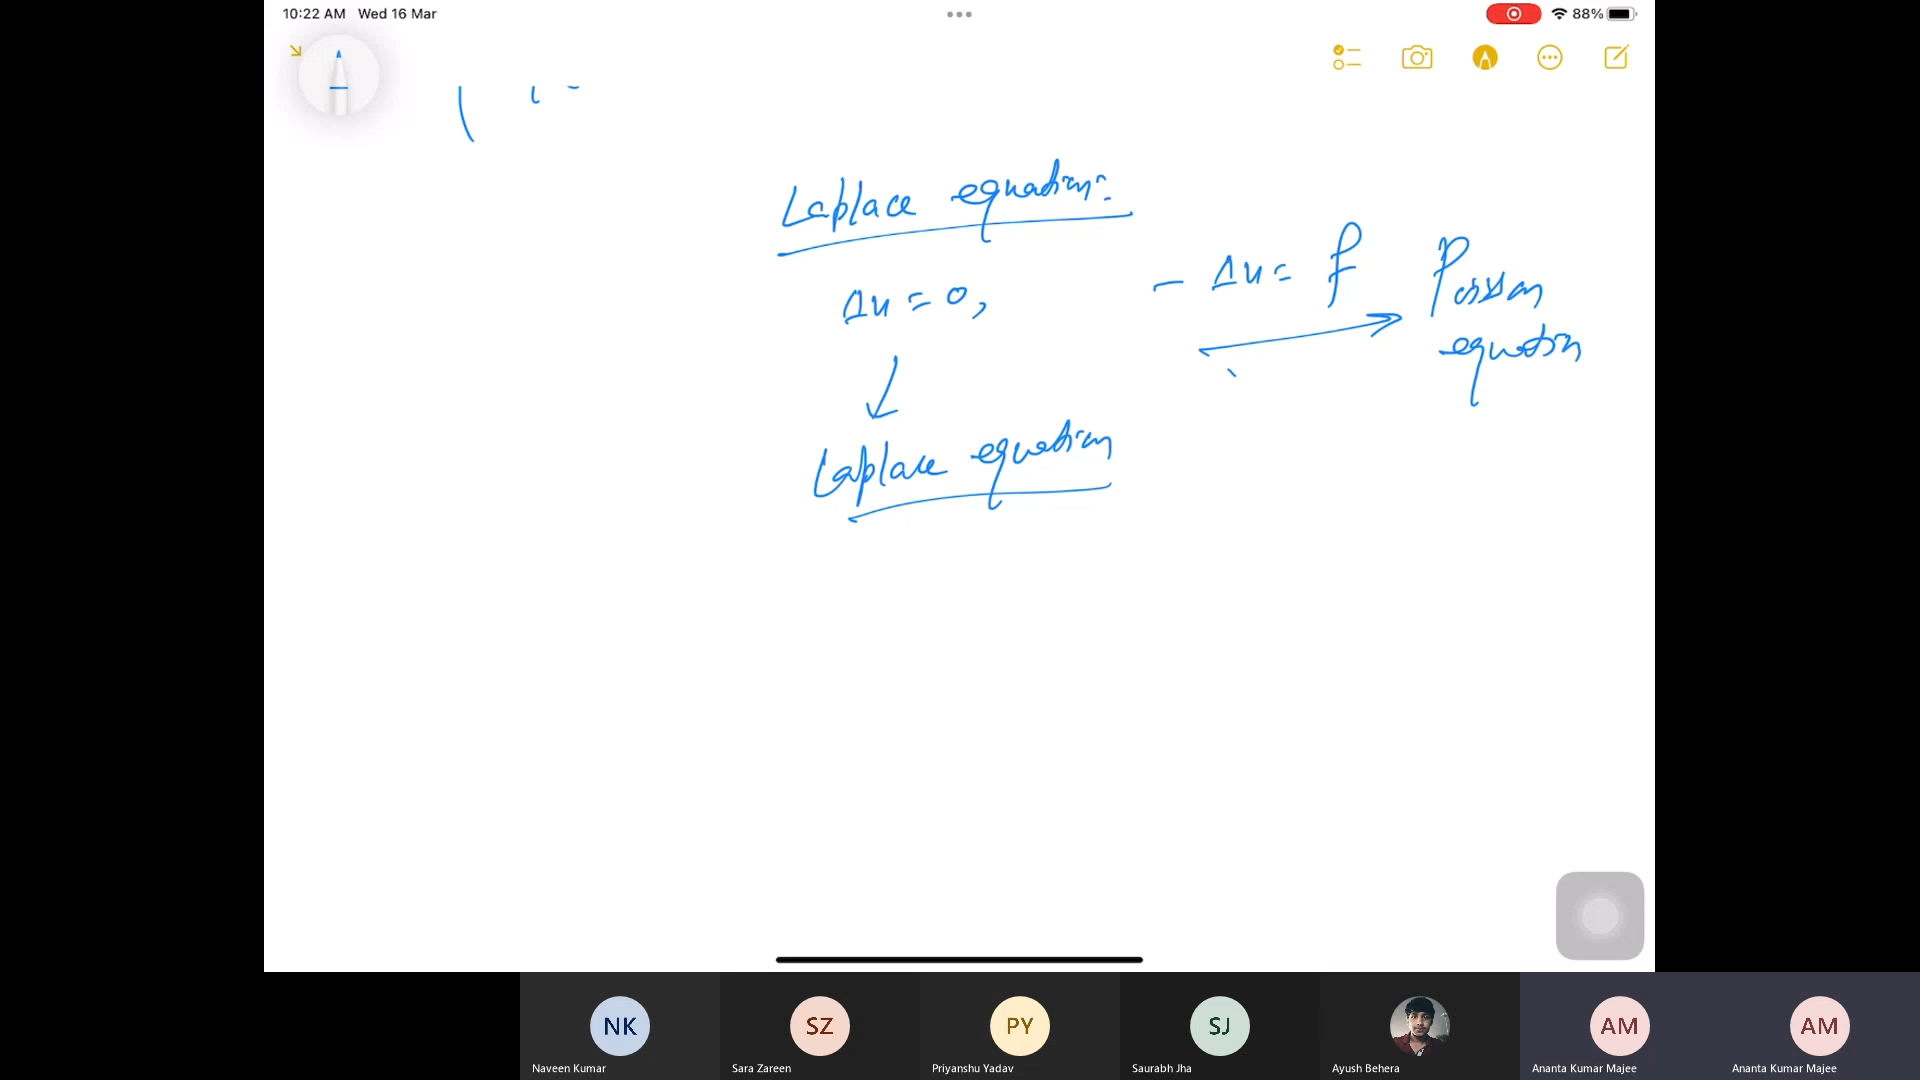 10:22 AM Wed 16 Mar
88%
Laplace equation:
Δu = 0,
- Δu = f
Poisson
equation
Laplace equation
NK
SZ
PY
SJ
AM
AM
Naveen Kumar
Sara Zareen
Priyanshu Yadav
Saurabh Jha
Ayush Behera
Ananta Kumar Majee
Ananta Kumar Majee